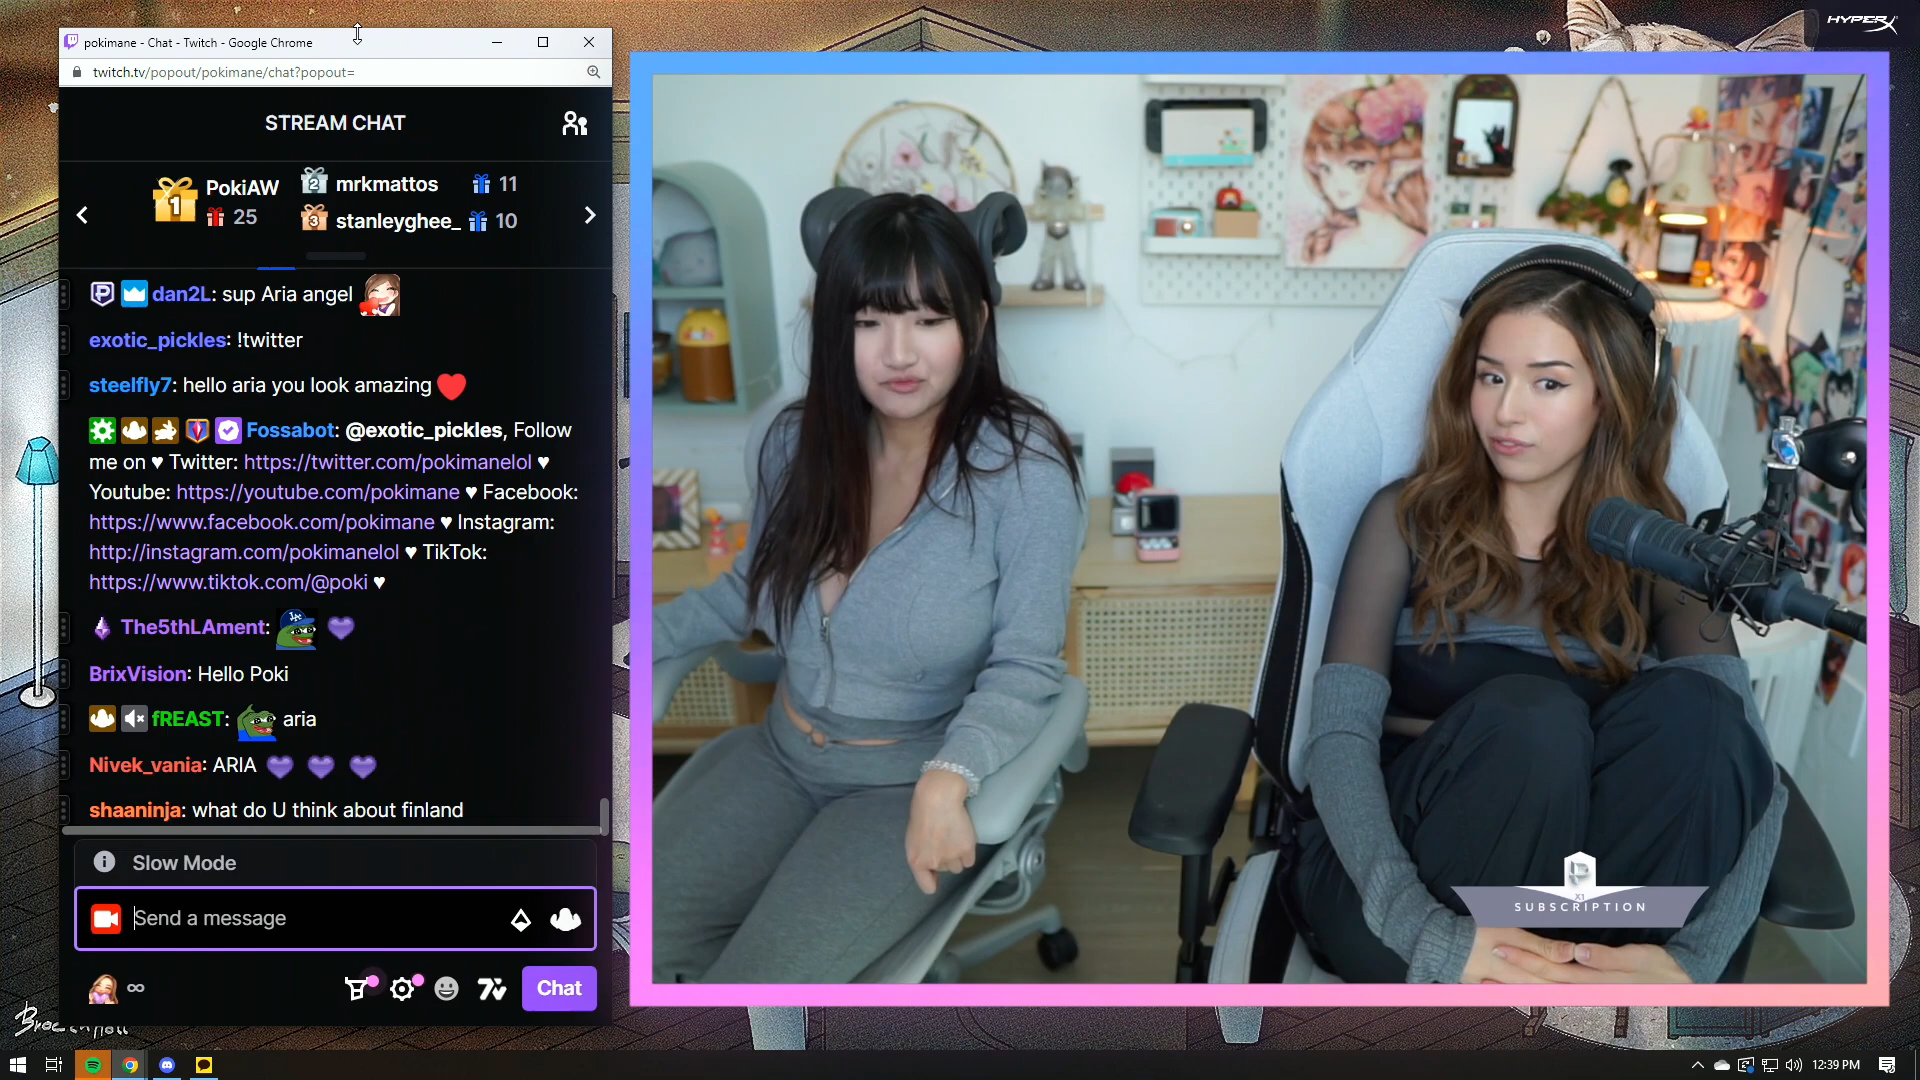 pokimane - Chat - Twitch - Google Chrome
twitch.tv/popout/pokimane/chat?popout=
HYPERX
STREAM CHAT
1 PokiAW 25
2 mrkmattos 11
3 stanleyghee_ 10
dan2L: sup Aria angel
exotic_pickles: !twitter
steelfly7: hello aria you look amazing
Fossabot: @exotic_pickles, Follow
me on ♥ Twitter: https://twitter.com/pokimanelol ♥
Youtube: https://youtube.com/pokimane ♥ Facebook:
https://www.facebook.com/pokimane ♥ Instagram:
http://instagram.com/pokimanelol ♥ TikTok:
https://www.tiktok.com/@poki ♥
The5thLAment:
BrixVision: Hello Poki
fREAST: aria
Nivek_vania: ARIA
shaaninja: what do U think about finland
Slow Mode
Send a message
Chat
X1
SUBSCRIPTION
12:39 PM